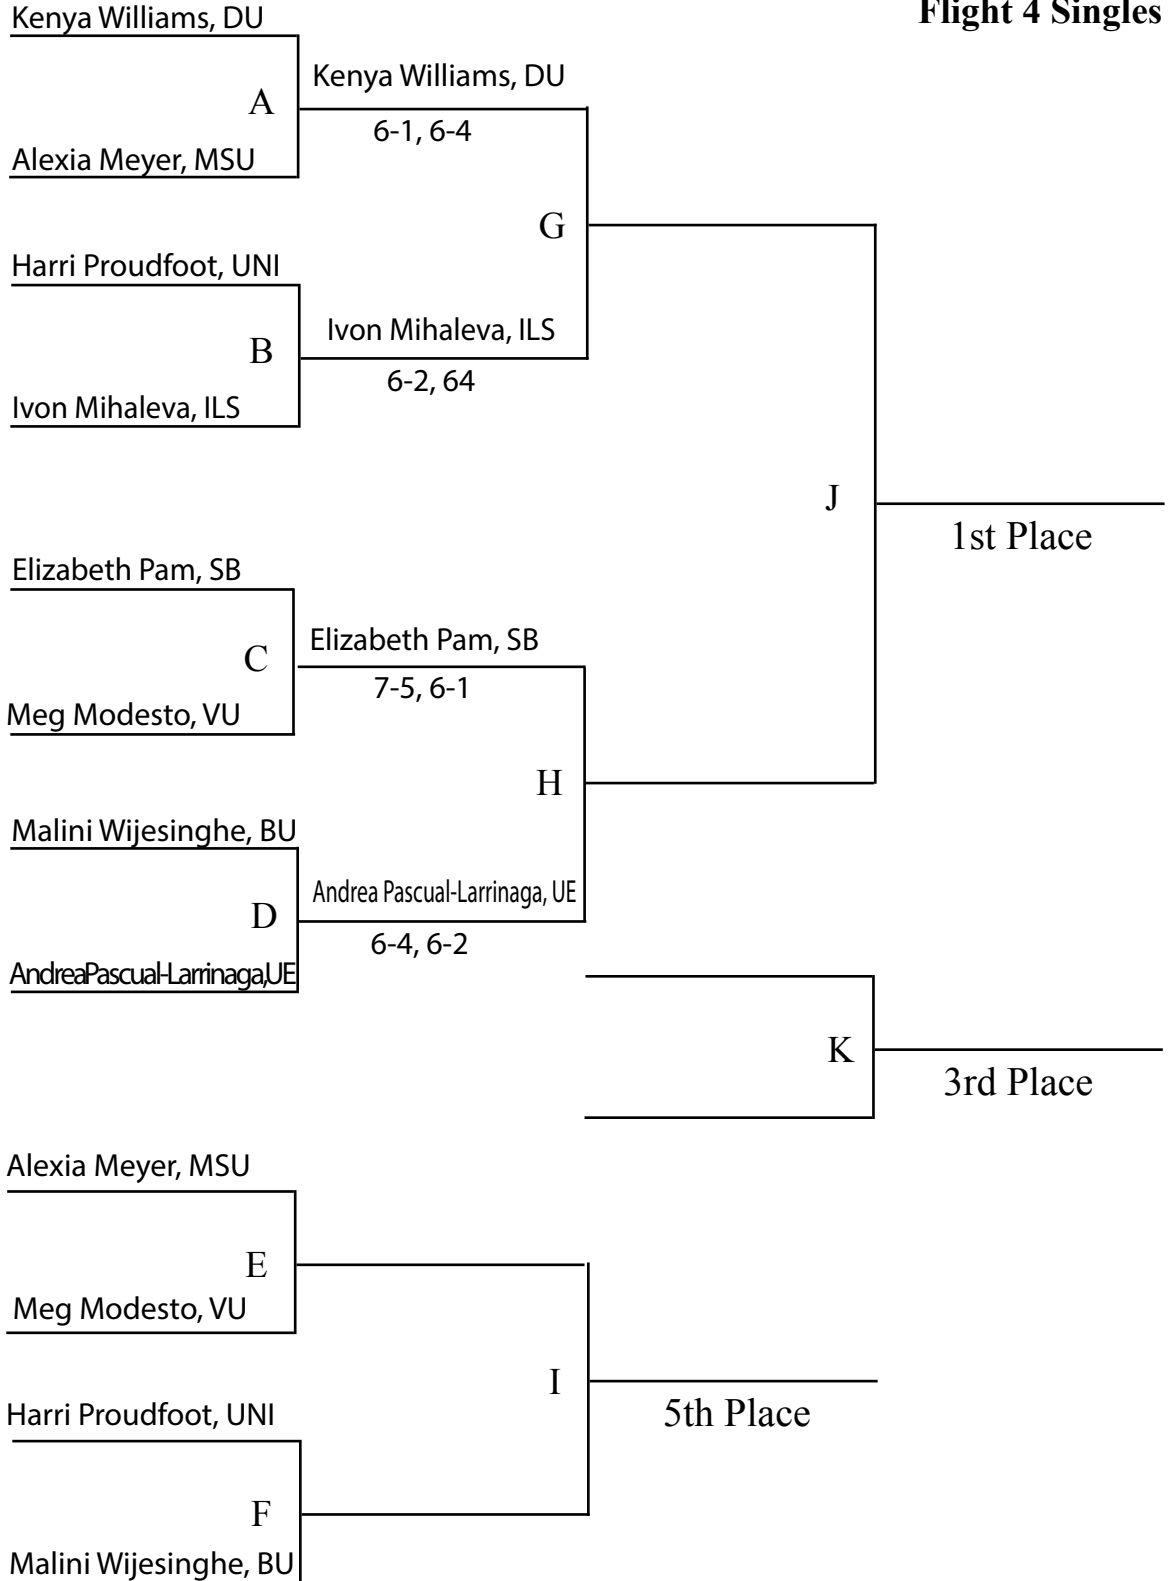 Flight 4 Singles
Kenya Williams, DU
A
Kenya Williams, DU
6-1, 6-4
Alexia Meyer, MSU
G
Harri Proudfoot, UNI
B
Ivon Mihaleva, ILS
6-2, 64
Ivon Mihaleva, ILS
J
1st Place
Elizabeth Pam, SB
C
Elizabeth Pam, SB
7-5, 6-1
Meg Modesto, VU
H
Malini Wijesinghe, BU
D
Andrea Pascual-Larrinaga, UE
6-4, 6-2
AndreaPascual-Larrinaga,UE
K
3rd Place
Alexia Meyer, MSU
E
Meg Modesto, VU
I
5th Place
Harri Proudfoot, UNI
F
Malini Wijesinghe, BU